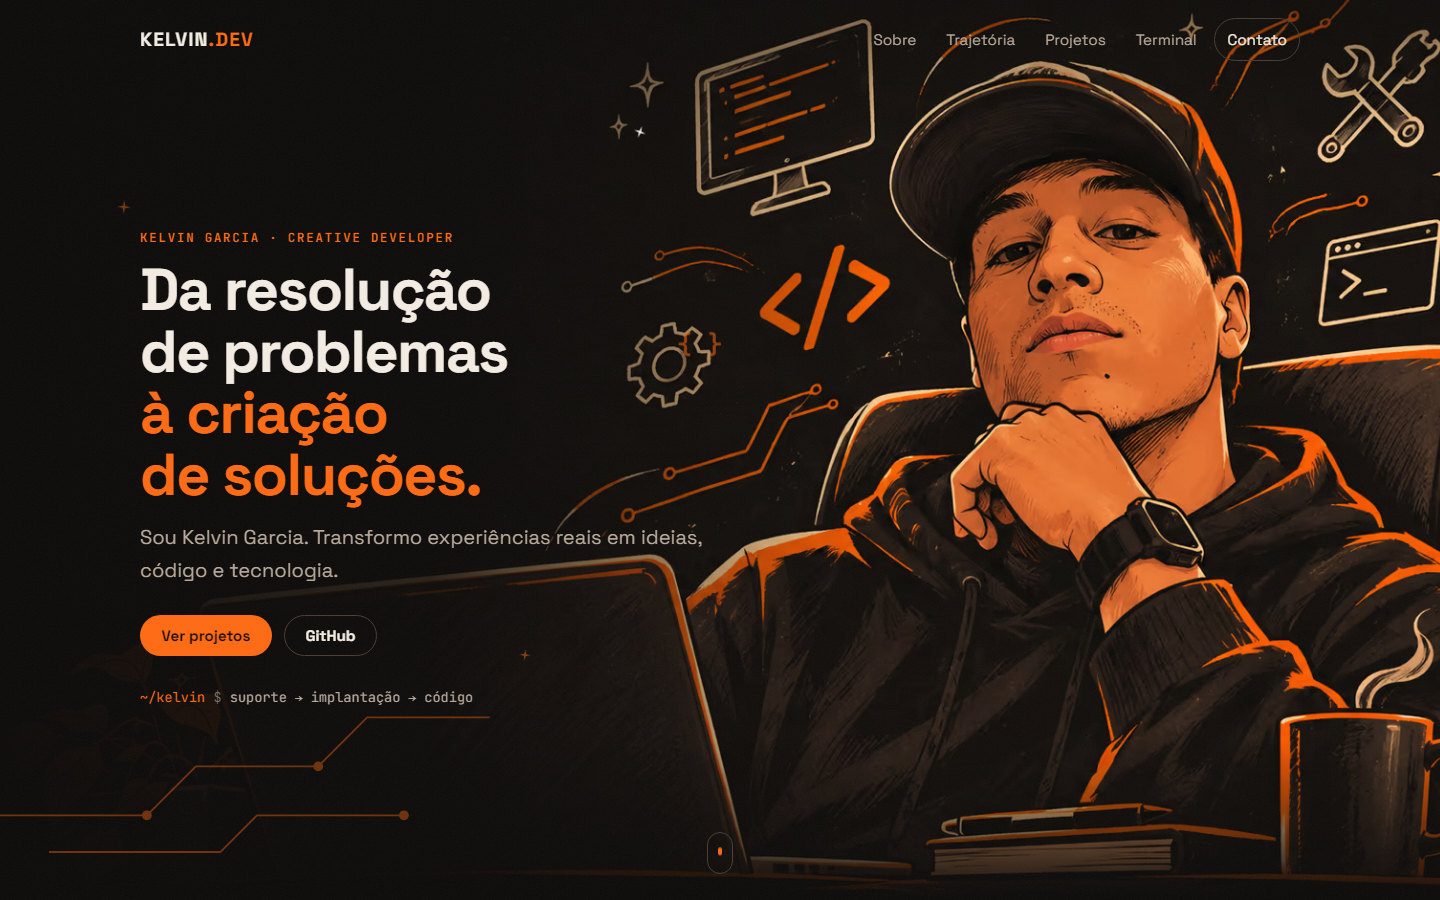 KELVIN.DEV
Sobre
Trajetória
Projetos
Terminal
Contato
KELVIN GARCIA · CREATIVE DEVELOPER
Da resolução
de problemas
à criação
de soluções.
Sou Kelvin Garcia. Transformo experiências reais em ideias,
código e tecnologia.
Ver projetos
GitHub
~/kelvin $ suporte → implantação → código